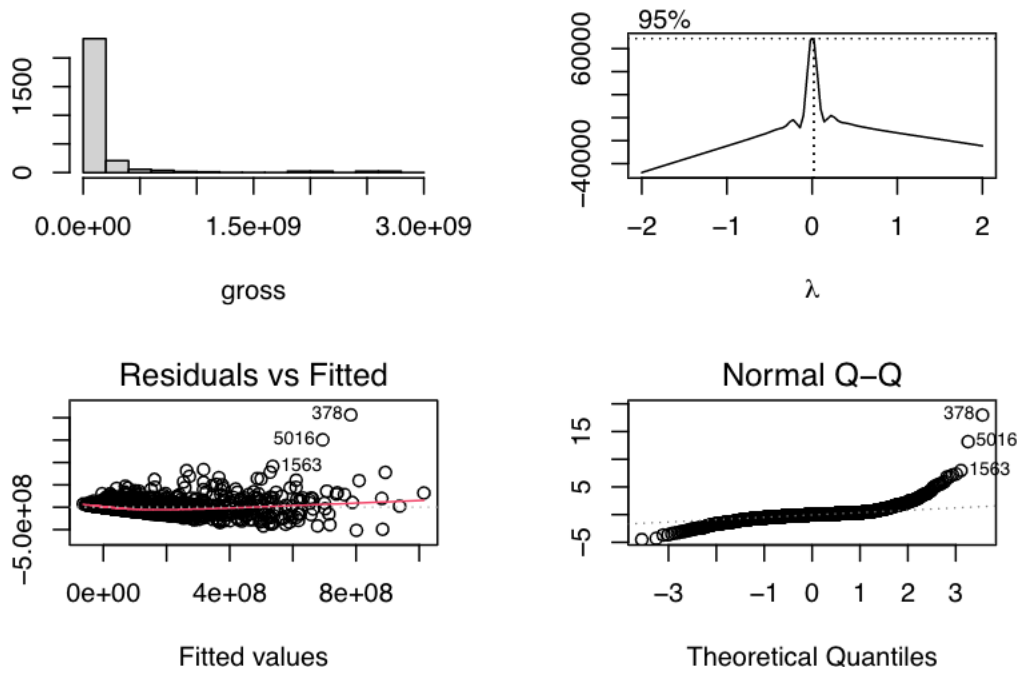 1500
0
0.0e+00 1.5e+09 3.0e+09
gross
95%
60000
−40000
−2 −1 0 1 2
λ
Residuals vs Fitted
378
5016
1563
−5.0e+08
0e+00 4e+08 8e+08
Fitted values
Normal Q−Q
378
5016
1563
15
5
−5
−3 −1 0 1 2 3
Theoretical Quantiles